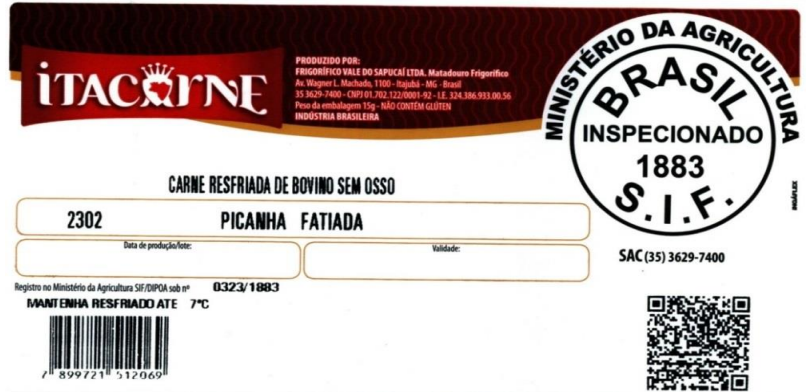 ITACARNE
PRODUZIDO POR:
FRIGORÍFICO VALE DO SAPUCAÍ LTDA. Matadouro Frigorífico
Av. Wagner L. Machado, 1100 - Itajubá - MG - Brasil
35 3629-7400 - CNPJ 01.702.122/0001-92 - I.E. 324.386.933.00.56
Peso da embalagem 15g - NÃO CONTÉM GLÚTEN
INDÚSTRIA BRASILEIRA
MINISTÉRIO DA AGRICULTURA
BRASIL
INSPECIONADO
1883
S.I.F.
CARNE RESFRIADA DE BOVINO SEM OSSO
2302 PICANHA FATIADA
Data de produção/lote: Validade:
SAC (35) 3629-7400
Registro no Ministério da Agricultura SIF/DIPOA sob nº 0323/1883
MANTENHA RESFRIADO ATE 7°C
7 899721 512069
INGÁFLEX